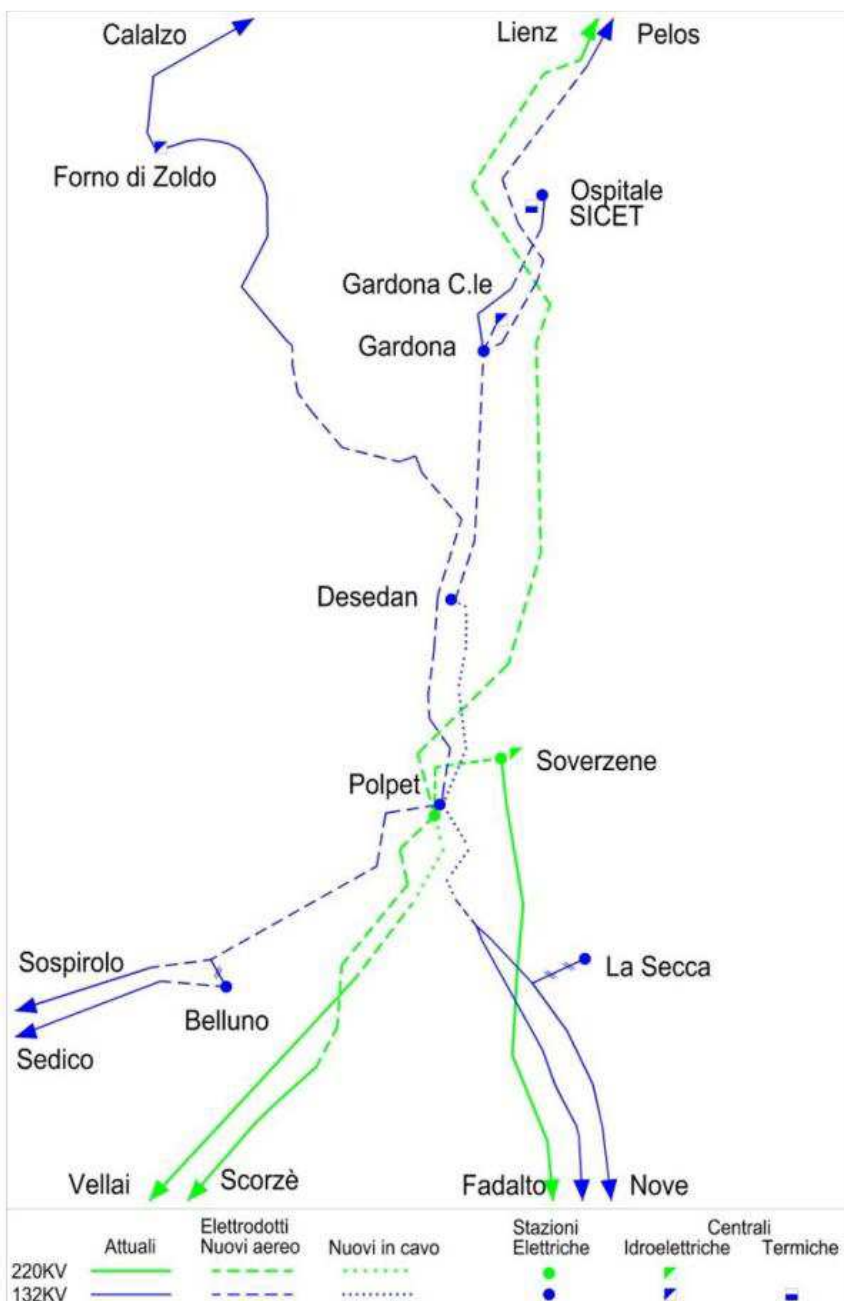 Calalzo
Lienz
Pelos
Forno di Zoldo
Ospitale
SICET
Gardona C.le
Gardona
Desedan
Soverzene
Polpet
Sospirolo
La Secca
Belluno
Sedico
Vellai
Scorzè
Fadalto
Nove
Elettrodotti
Stazioni
Centrali
Attuali
Nuovi aereo
Nuovi in cavo
Elettriche
Idroelettriche
Termiche
220KV
132KV